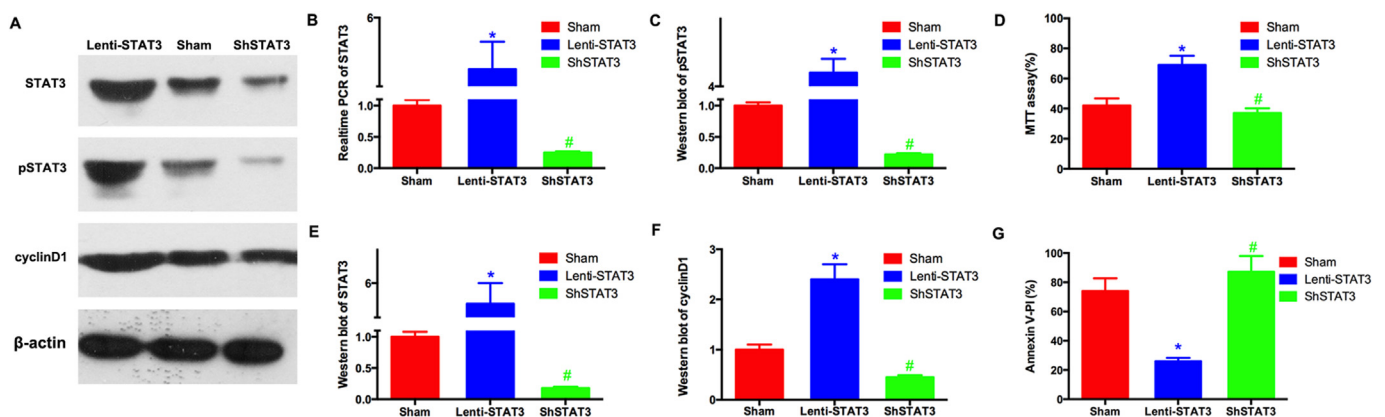 A
Lenti-STAT3 Sham ShSTAT3
STAT3
pSTAT3
cyclinD1
β-actin
B
Realtime PCR of STAT3
6
1.0
0.5
0.0
*
#
Sham
Lenti-STAT3
ShSTAT3
Sham Lenti-STAT3 ShSTAT3
C
Western blot of pSTAT3
4
1.0
0.5
0.0
*
#
Sham
Lenti-STAT3
ShSTAT3
Sham Lenti-STAT3 ShSTAT3
D
MTT assay(%)
100
80
60
40
20
0
*
#
Sham
Lenti-STAT3
ShSTAT3
Sham Lenti-STAT3 ShSTAT3
E
Western blot of STAT3
6
1.0
0.5
0.0
*
#
Sham
Lenti-STAT3
ShSTAT3
Sham Lenti-STAT3 ShSTAT3
F
Western blot of cyclinD1
3
2
1
0
*
#
Sham
Lenti-STAT3
ShSTAT3
Sham Lenti-STAT3 ShSTAT3
G
Annexin V-PI (%)
100
80
60
40
20
0
*
#
Sham
Lenti-STAT3
ShSTAT3
Sham Lenti-STAT3 ShSTAT3